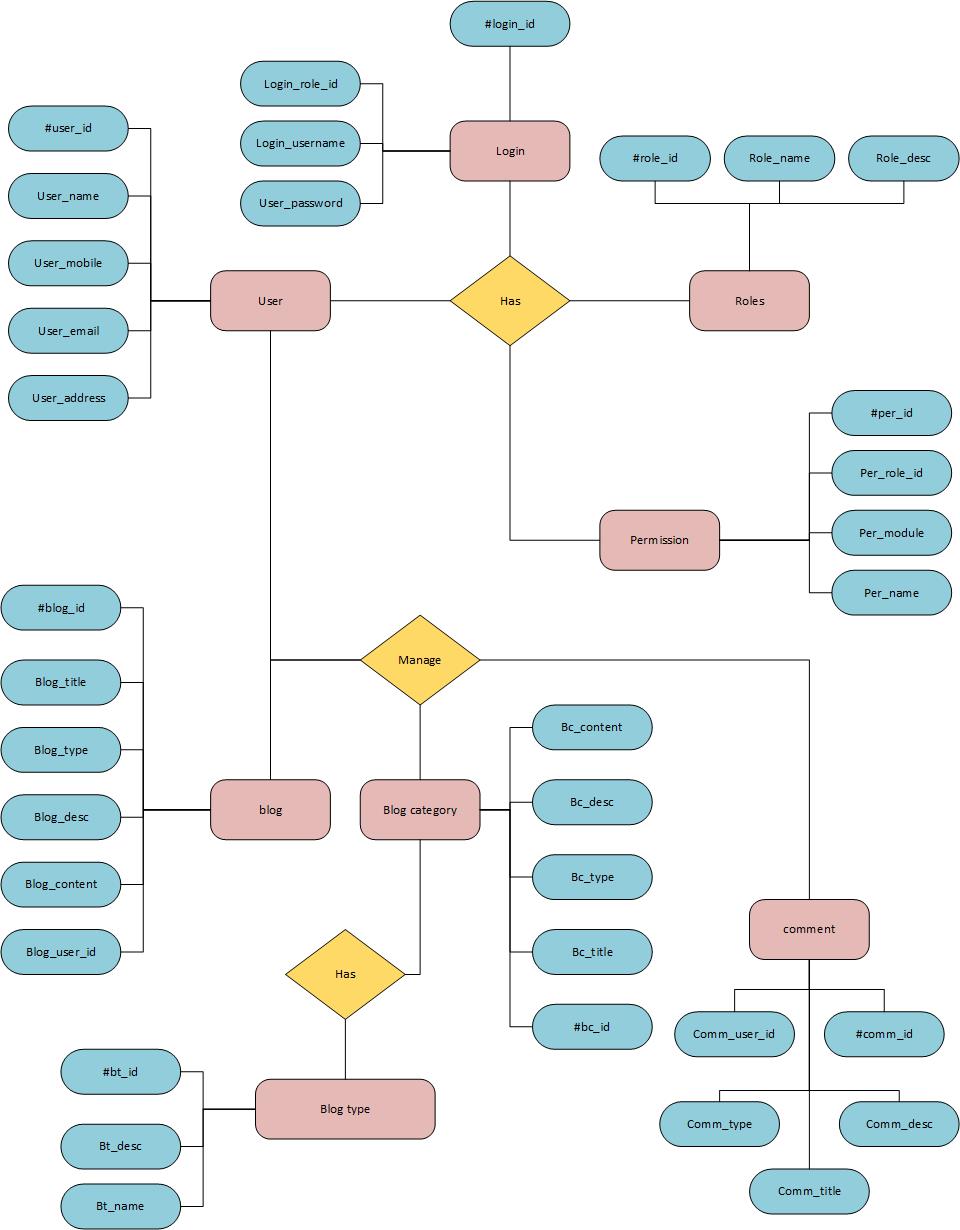 #login_id
Login_role_id
Login_username
User_password
Login
#role_id
Role_name
Role_desc
#user_id
User_name
User_mobile
User_email
User_address
User
Has
Roles
#per_id
Per_role_id
Per_module
Per_name
Permission
Manage
#blog_id
Blog_title
Blog_type
Blog_desc
Blog_content
Blog_user_id
blog
Blog category
Bc_content
Bc_desc
Bc_type
Bc_title
#bc_id
comment
Comm_user_id
#comm_id
Comm_type
Comm_desc
Comm_title
Has
#bt_id
Bt_desc
Bt_name
Blog type